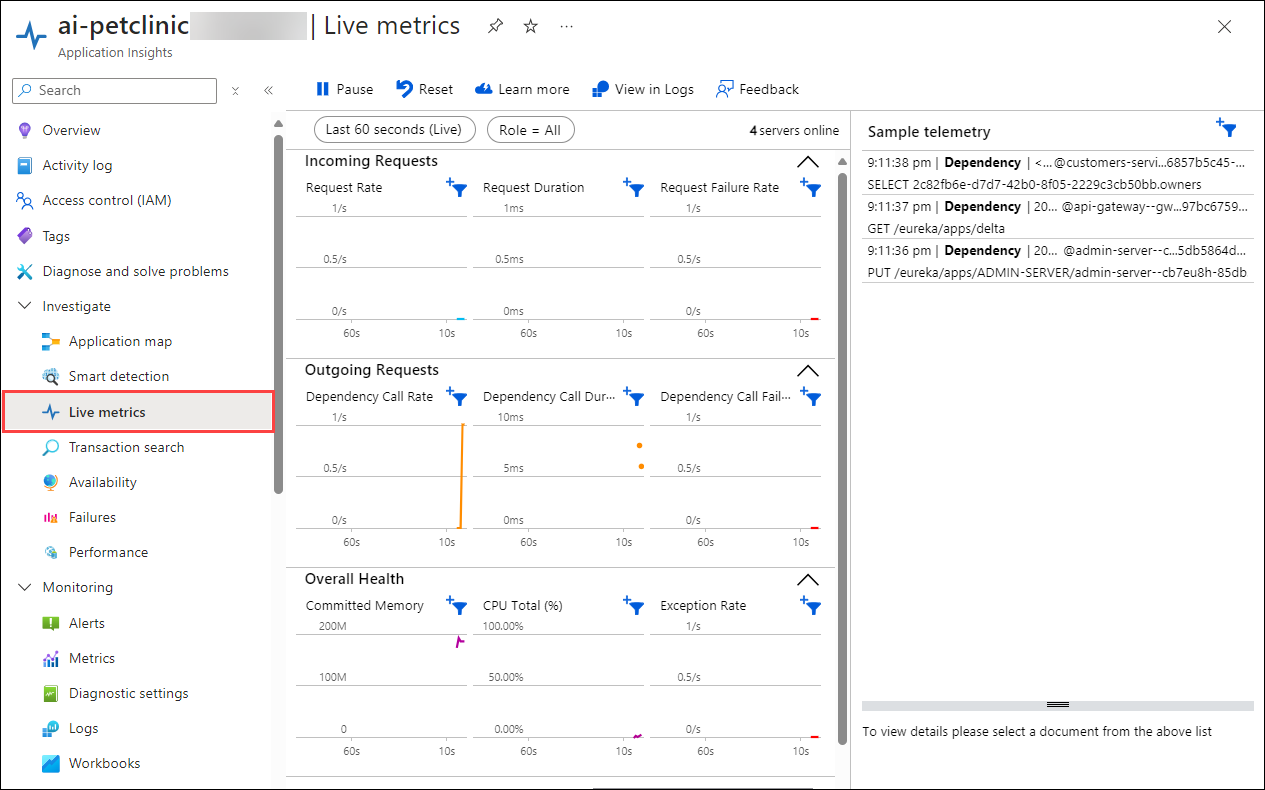 ai-petclinic | Live metrics
Application Insights
Search
Overview
Activity log
Access control (IAM)
Tags
Diagnose and solve problems
Investigate
Application map
Smart detection
Live metrics
Transaction search
Availability
Failures
Performance
Monitoring
Alerts
Metrics
Diagnostic settings
Logs
Workbooks
Pause Reset Learn more View in Logs Feedback
Last 60 seconds (Live) Role = All 4 servers online
Incoming Requests
Request Rate Request Duration Request Failure Rate
1/s 1ms 1/s
0.5/s 0.5ms 0.5/s
0/s 0ms 0/s
60s 10s 60s 10s 60s 10s
Outgoing Requests
Dependency Call Rate Dependency Call Dur... Dependency Call Fail...
1/s 10ms 1/s
0.5/s 5ms 0.5/s
0/s 0ms 0/s
60s 10s 60s 10s 60s 10s
Overall Health
Committed Memory CPU Total (%) Exception Rate
200M 100.00% 1/s
100M 50.00% 0.5/s
0 0.00% 0/s
60s 10s 60s 10s 60s 10s
Sample telemetry
9:11:38 pm | Dependency | <... @customers-servi...6857b5c45-...
SELECT 2c82fb6e-d7d7-42b0-8f05-2229c3cb50bb.owners
9:11:37 pm | Dependency | 20... @api-gateway--gw...97bc6759...
GET /eureka/apps/delta
9:11:36 pm | Dependency | 20... @admin-server--c...5db5864d...
PUT /eureka/apps/ADMIN-SERVER/admin-server--cb7eu8h-85db
To view details please select a document from the above list